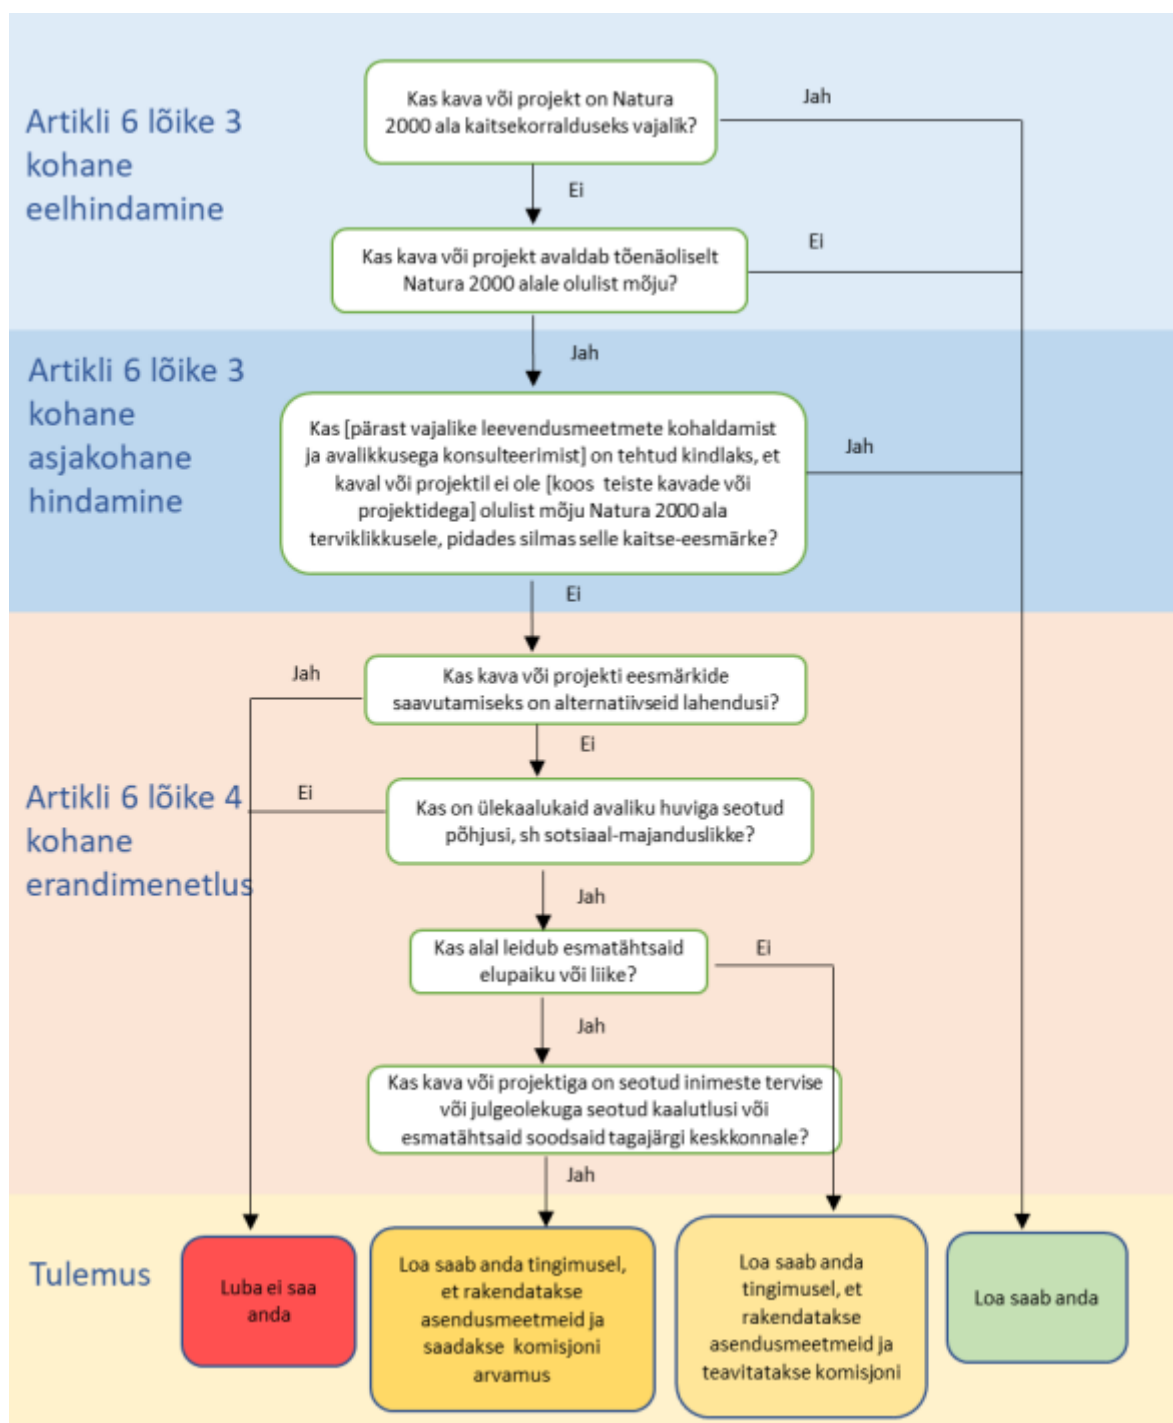 Artikli 6 lõike 3
kohane
eelhindamine
Kas kava või projekt on Natura
2000 ala kaitsekorralduseks vajalik?
Jah
Ei
Kas kava või projekt avaldab tõenäoliselt
Natura 2000 alale olulist mõju?
Ei
Jah
Artikli 6 lõike 3
kohane
asjakohane
hindamine
Kas [pärast vajalike leevendusmeetmete kohaldamist
ja avalikkusega konsulteerimist] on tehtud kindlaks, et
kaval või projektil ei ole [koos teiste kavade või
projektidega] olulist mõju Natura 2000 ala
terviklikkusele, pidades silmas selle kaitse-eesmärke?
Jah
Ei
Artikli 6 lõike 4
kohane
erandimenetlus
Jah
Kas kava või projekti eesmärkide
saavutamiseks on alternatiivseid lahendusi?
Ei
Ei
Kas on ülekaalukaid avaliku huviga seotud
põhjusi, sh sotsiaal-majanduslikke?
Jah
Kas alal leidub esmatähtsaid
elupaiku või liike?
Ei
Jah
Kas kava või projektiga on seotud inimeste tervise
või julgeolekuga seotud kaalutlusi või
esmatähtsaid soodsaid tagajärgi keskkonnale?
Jah
Tulemus
Luba ei saa
anda
Loa saab anda tingimusel,
et rakendatakse
asendusmeetmeid ja
saadakse komisjoni
arvamus
Loa saab anda
tingimusel, et
rakendatakse
asendusmeetmeid ja
teavitatakse komisjoni
Loa saab anda